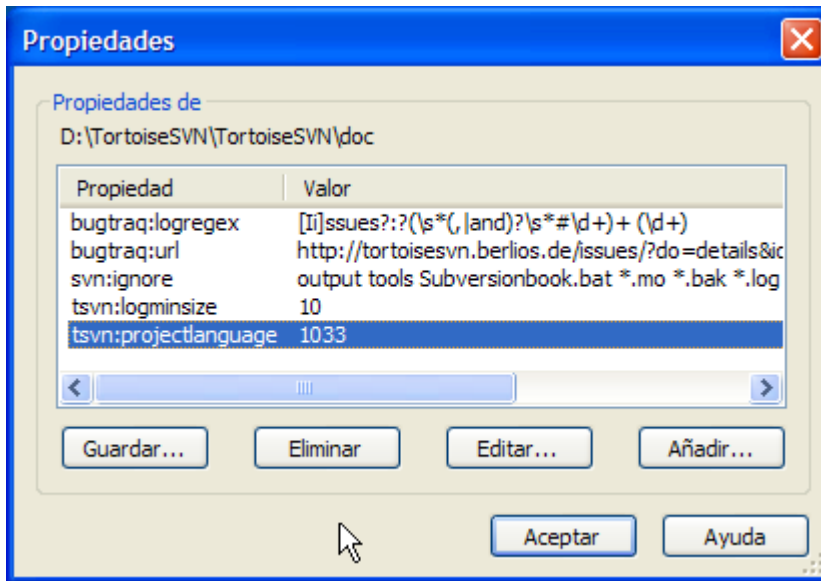 Propiedades
Propiedades de
D:\TortoiseSVN\TortoiseSVN\doc
Propiedad Valor
bugtraq:logregex [Ii]ssues?:?(\s*(,|and)?\s*#\d+)+ (\d+)
bugtraq:url http://tortoisesvn.berlios.de/issues/?do=details&ic
svn:ignore output tools Subversionbook.bat *.mo *.bak *.log
tsvn:logminsize 10
tsvn:projectlanguage 1033
Guardar... Eliminar Editar... Añadir...
Aceptar Ayuda